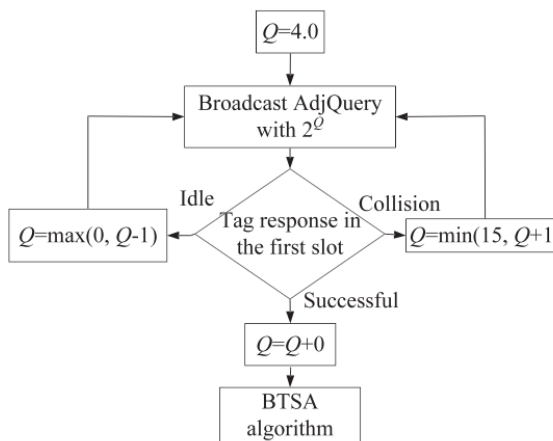 Q=4.0
Broadcast AdjQuery
with 2^Q
Idle
Collision
Tag response in
the first slot
Q=max(0, Q-1)
Q=min(15, Q+1
Successful
Q=Q+0
BTSA
algorithm